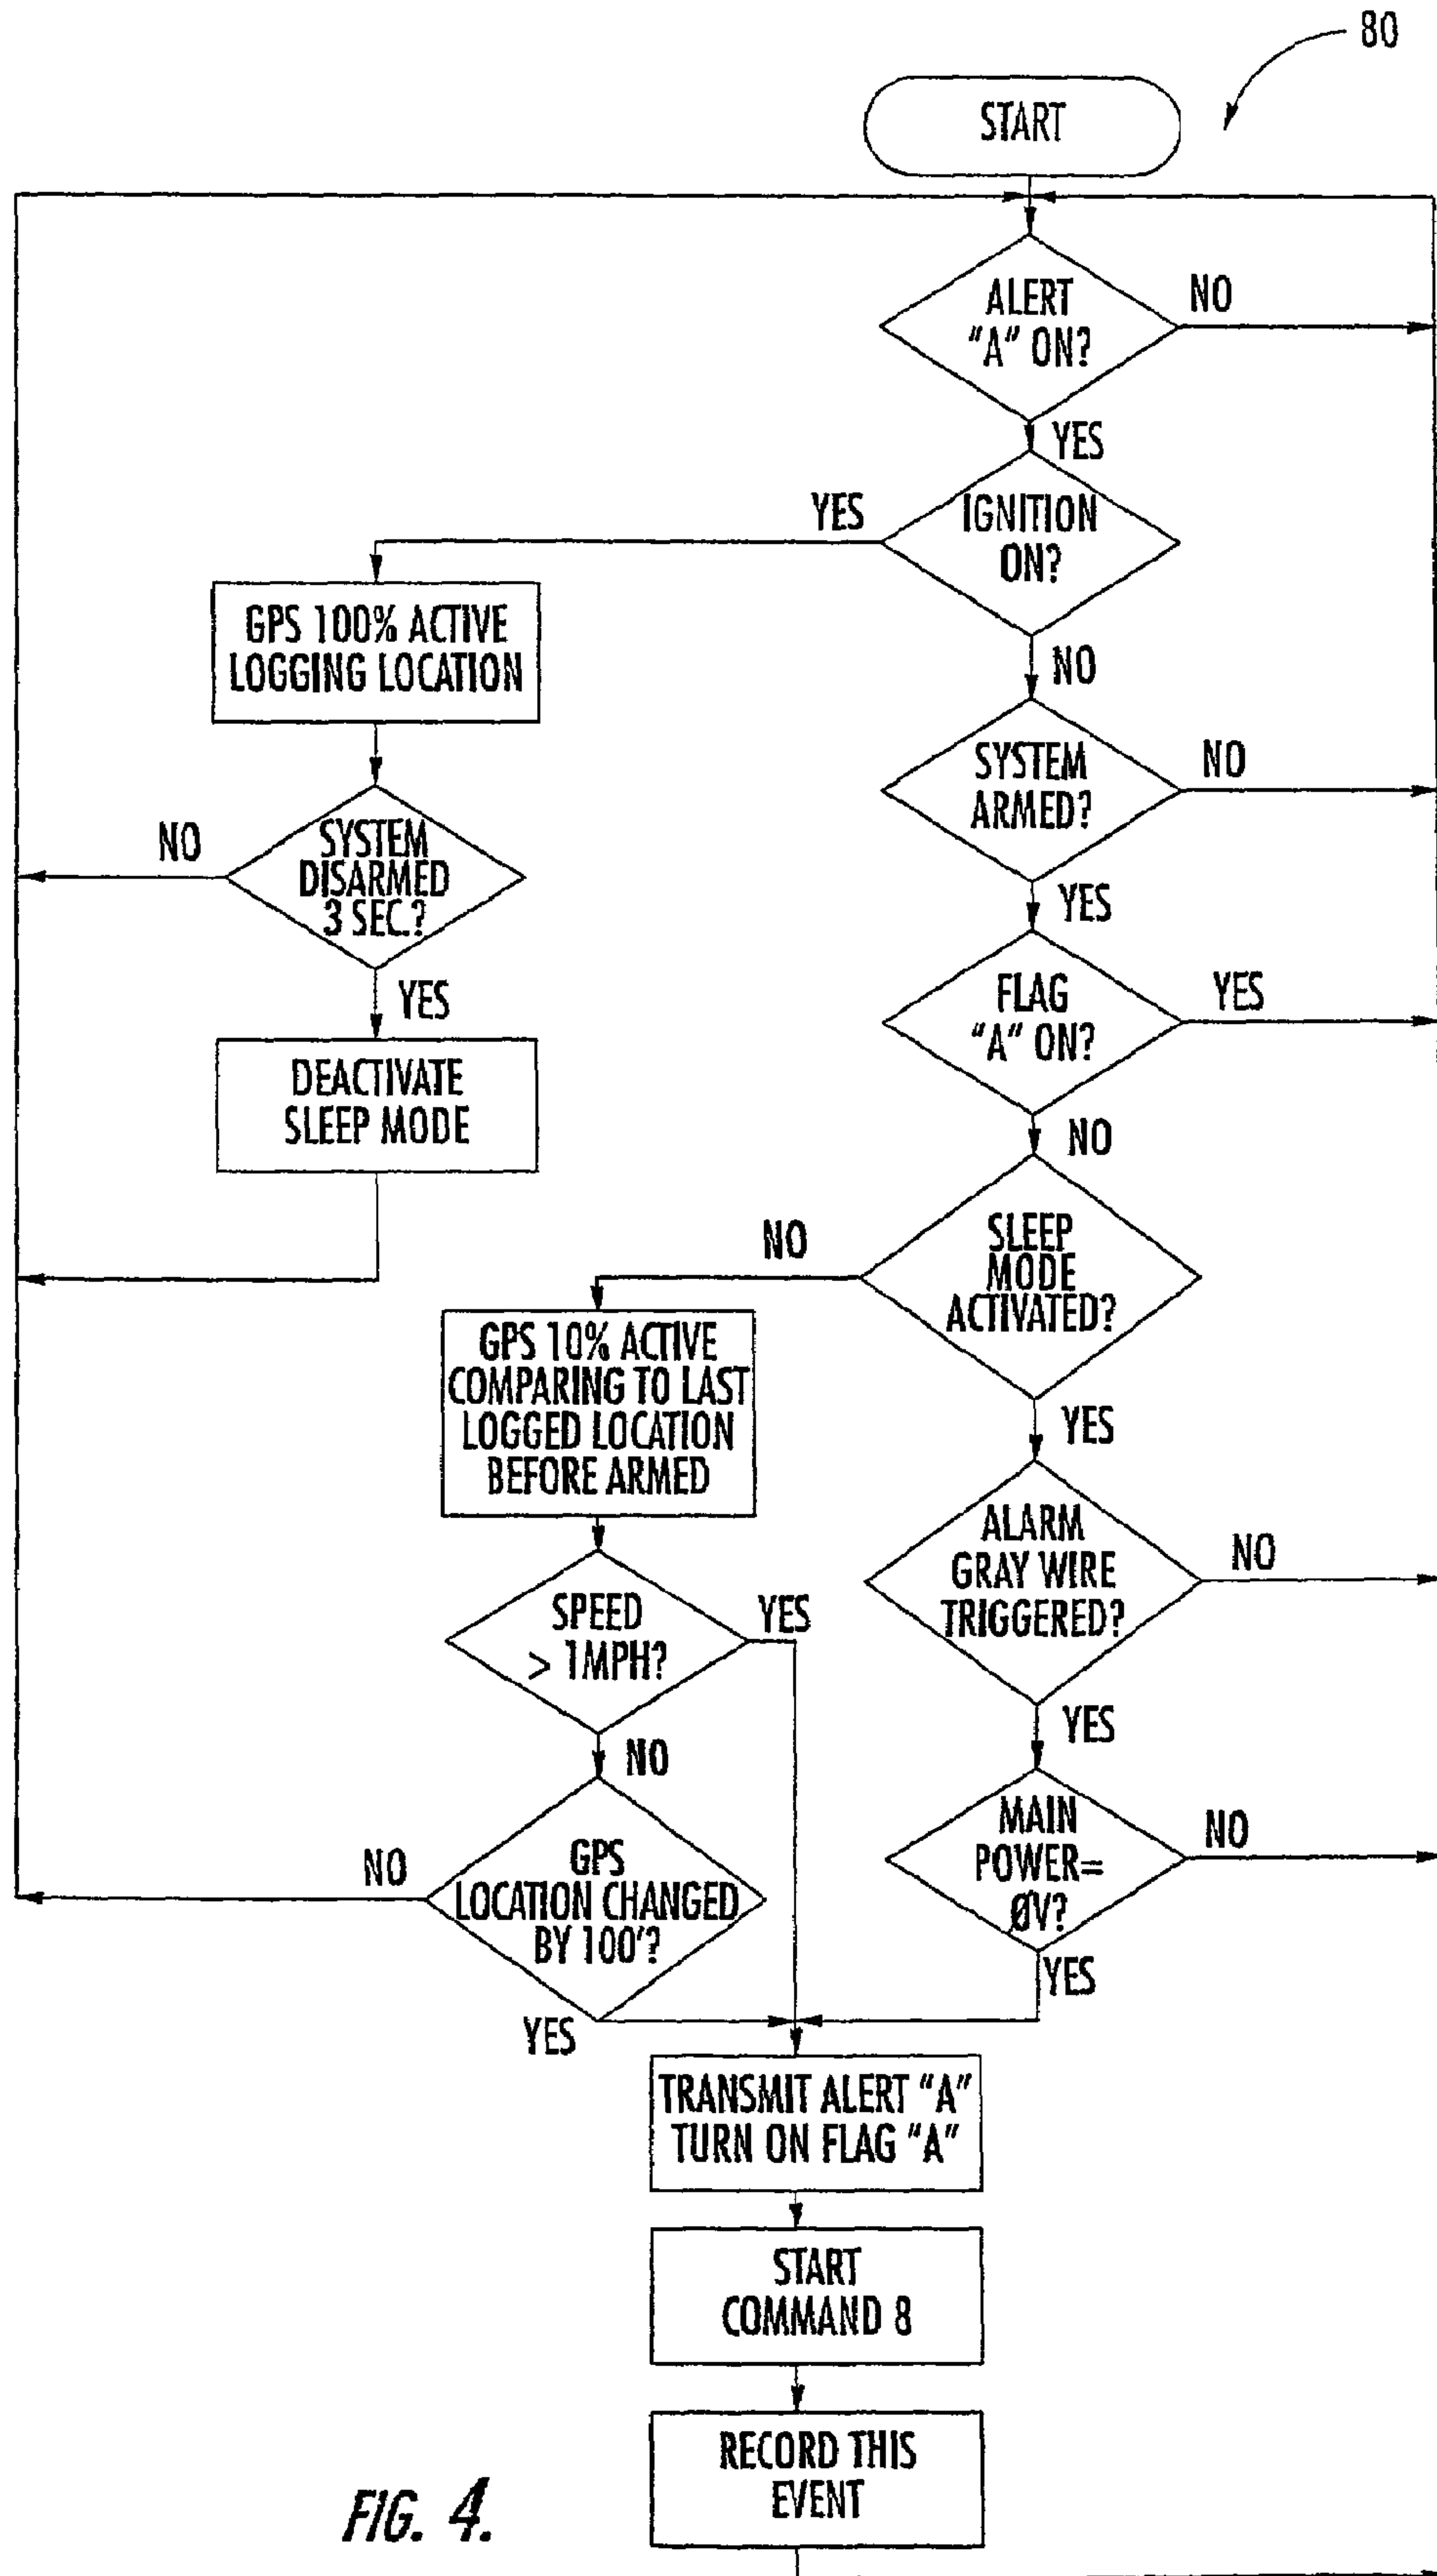 80
START
ALERT
"A" ON?
NO
YES
IGNITION
ON?
YES
NO
GPS 100% ACTIVE
LOGGING LOCATION
SYSTEM
ARMED?
NO
YES
SYSTEM
DISARMED
3 SEC.?
NO
YES
FLAG
"A" ON?
YES
NO
DEACTIVATE
SLEEP MODE
SLEEP
MODE
ACTIVATED?
NO
YES
GPS 10% ACTIVE
COMPARING TO LAST
LOGGED LOCATION
BEFORE ARMED
ALARM
GRAY WIRE
TRIGGERED?
NO
YES
SPEED
> 1MPH?
YES
NO
MAIN
POWER=
ØV?
NO
YES
GPS
LOCATION CHANGED
BY 100'?
NO
YES
TRANSMIT ALERT "A"
TURN ON FLAG "A"
START
COMMAND 8
RECORD THIS
EVENT
FIG. 4.